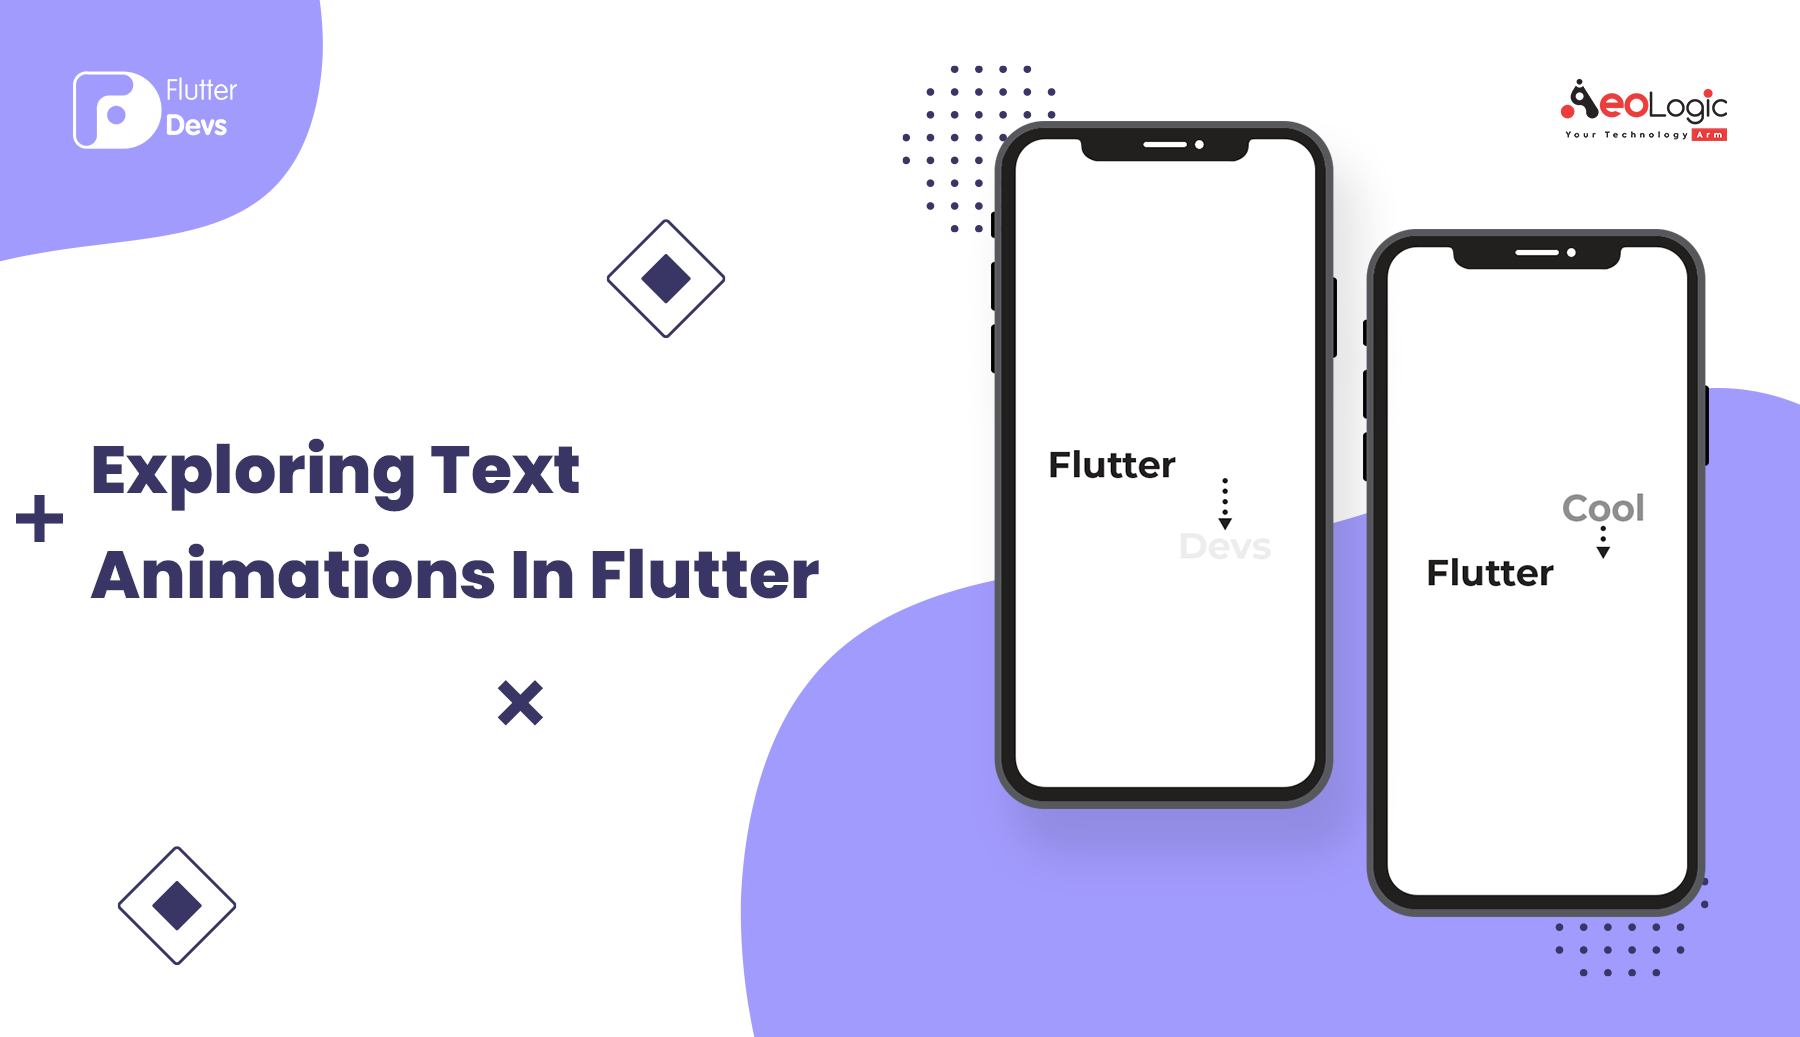 Flutter
Devs
AeoLogic
Your Technology Arm
Exploring Text
Animations In Flutter
Flutter
Devs
Cool
Flutter